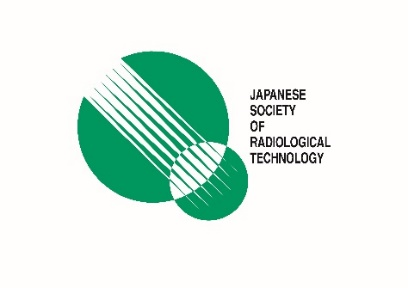 JAPANESE
SOCIETY
OF
RADIOLOGICAL
TECHNOLOGY